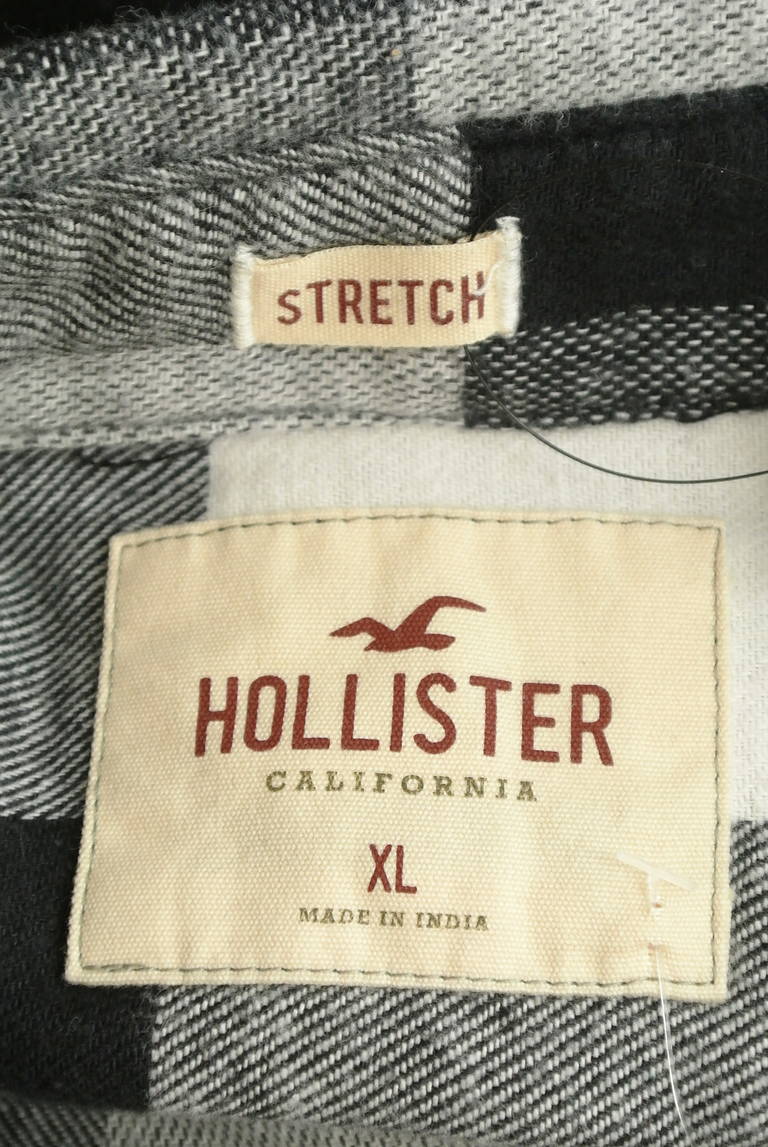 STRETCH
HOLLISTER
CALIFORNIA
XL
MADE IN INDIA